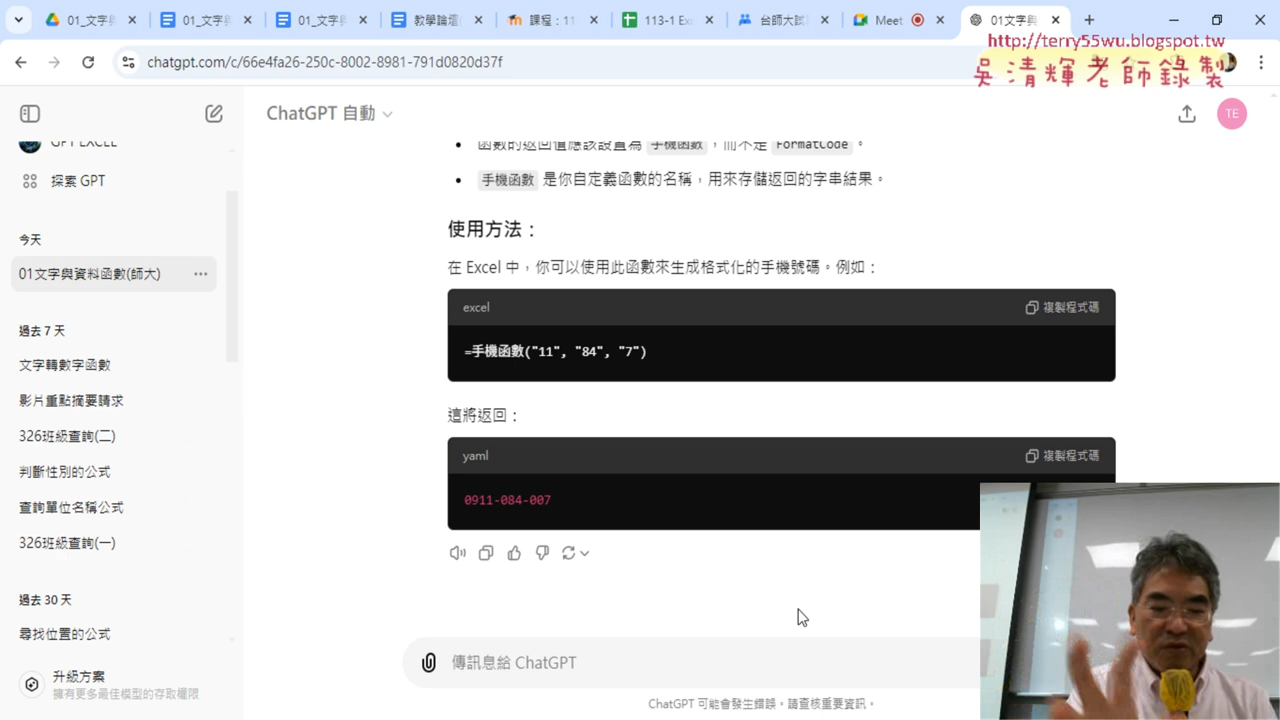 01_文字
01_文字
01_文字
教學論壇
課程：11
113-1 Ex
台師大試
Meet
01文字與
chatgpt.com/c/66e4fa26-250c-8002-8981-791d0820d37f
http://terry55wu.blogspot.tw
吳清輝老師錄製
GPT EXCEL
ChatGPT 自動
TE
探索 GPT
今天
01文字與資料函數(師大)
過去 7 天
文字轉數字函數
影片重點摘要請求
326班級查詢(二)
判斷性別的公式
查詢單位名稱公式
326班級查詢(一)
過去 30 天
尋找位置的公式
升級方案
擁有更多最佳模型的存取權限
函數的返回值應該設置為 手機函數，而不是 FormatCode。
手機函數 是你自定義函數的名稱，用來存儲返回的字串結果。
使用方法：
在 Excel 中，你可以使用此函數來生成格式化的手機號碼。例如：
excel
複製程式碼
=手機函數("11", "84", "7")
這將返回：
yaml
複製程式碼
0911-084-007
傳訊息給 ChatGPT
ChatGPT 可能會發生錯誤。請查核重要資訊。